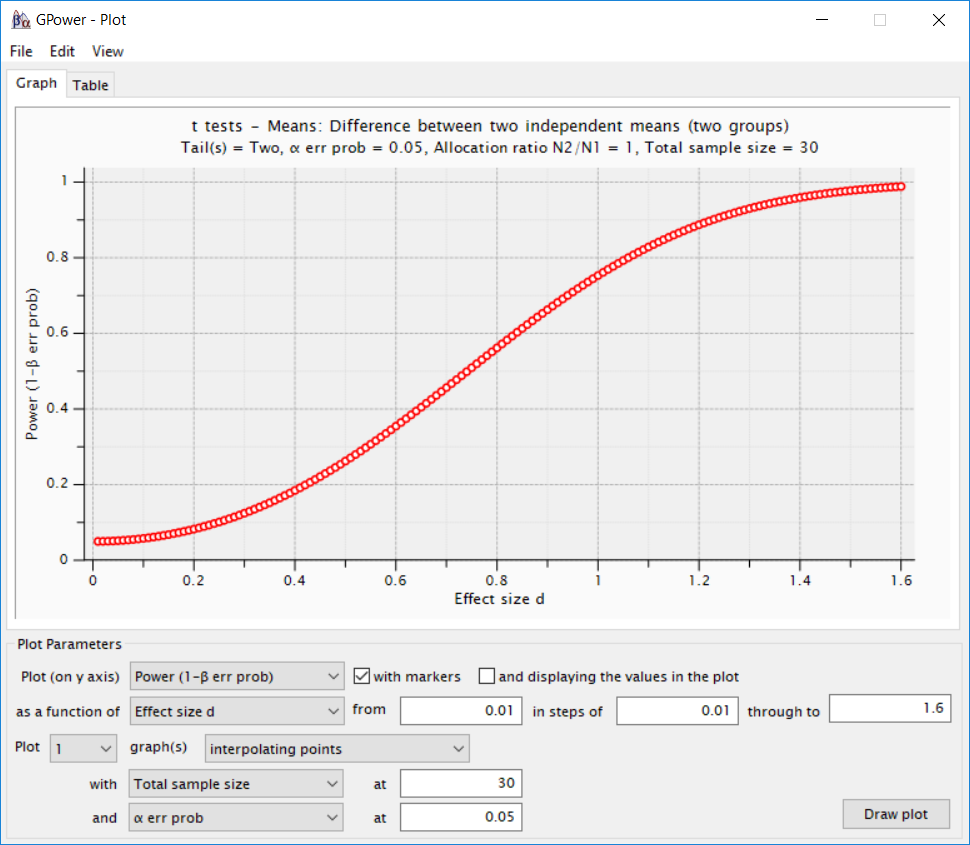 GPower - Plot
File Edit View
Graph Table
t tests – Means: Difference between two independent means (two groups)
Tail(s) = Two, α err prob = 0.05, Allocation ratio N2/N1 = 1, Total sample size = 30
Power (1-β err prob)
1
0.8
0.6
0.4
0.2
0
0 0.2 0.4 0.6 0.8 1 1.2 1.4 1.6
Effect size d
Plot Parameters
Plot (on y axis) Power (1-β err prob) with markers and displaying the values in the plot
as a function of Effect size d from 0.01 in steps of 0.01 through to 1.6
Plot 1 graph(s) interpolating points
with Total sample size at 30
and α err prob at 0.05
Draw plot